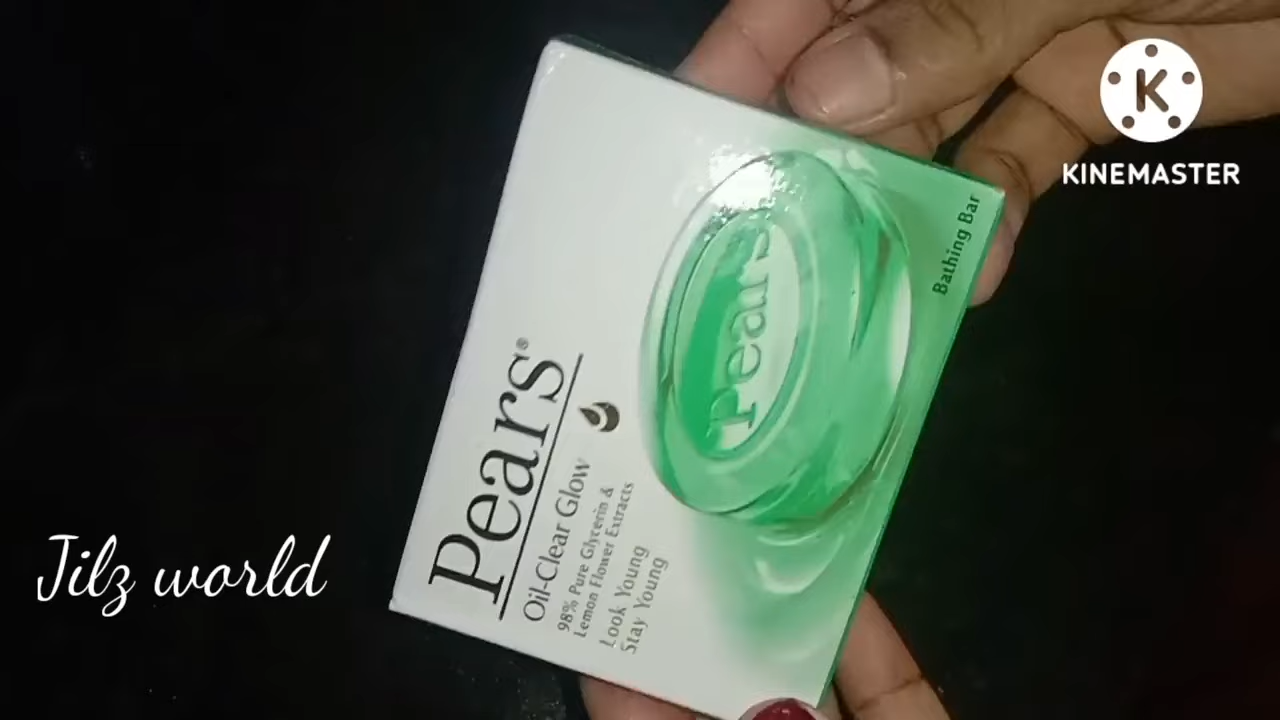 Pears®
Oil-Clear Glow
98% Pure Glycerin &
Lemon Flower Extracts
Look Young
Stay Young
Pears
Bathing Bar
K
KINEMASTER
Jilz world